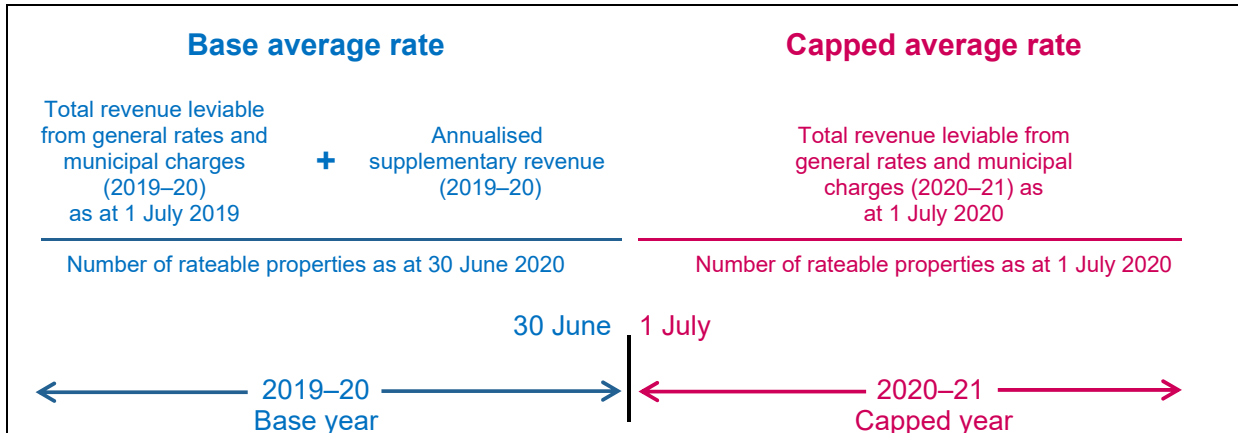 Base average rate
Total revenue leviable
from general rates and
municipal charges
(2019–20)
as at 1 July 2019
+
Annualised
supplementary revenue
(2019–20)
Number of rateable properties as at 30 June 2020
Capped average rate
Total revenue leviable from
general rates and municipal
charges (2020–21) as
at 1 July 2020
Number of rateable properties as at 1 July 2020
30 June
1 July
2019–20
Base year
2020–21
Capped year